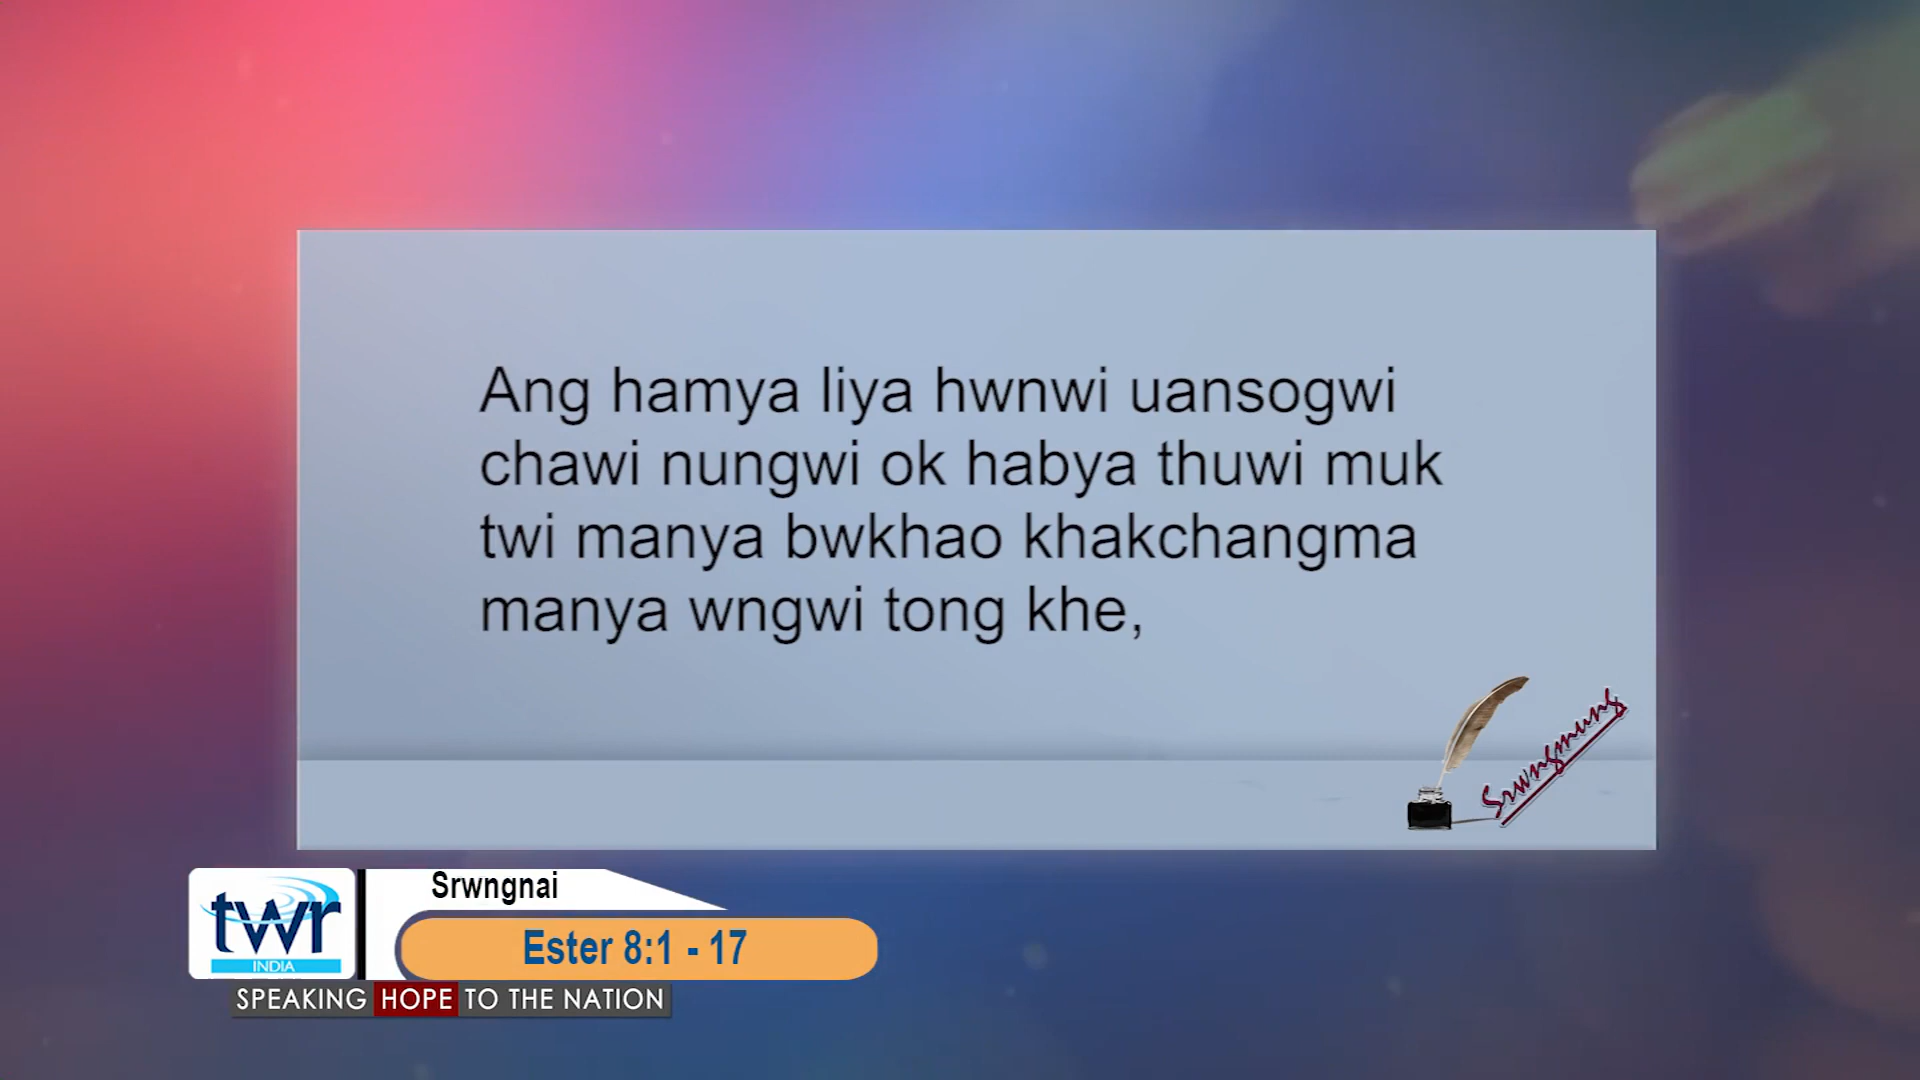 Ang hamya liya hwnwi uansogwi
chawi nungwi ok habya thuwi muk
twi manya bwkhao khakchangma
manya wngwi tong khe,
Srwngmung
twr
INDIA
Srwngnai
Ester 8:1 - 17
SPEAKING HOPE TO THE NATION